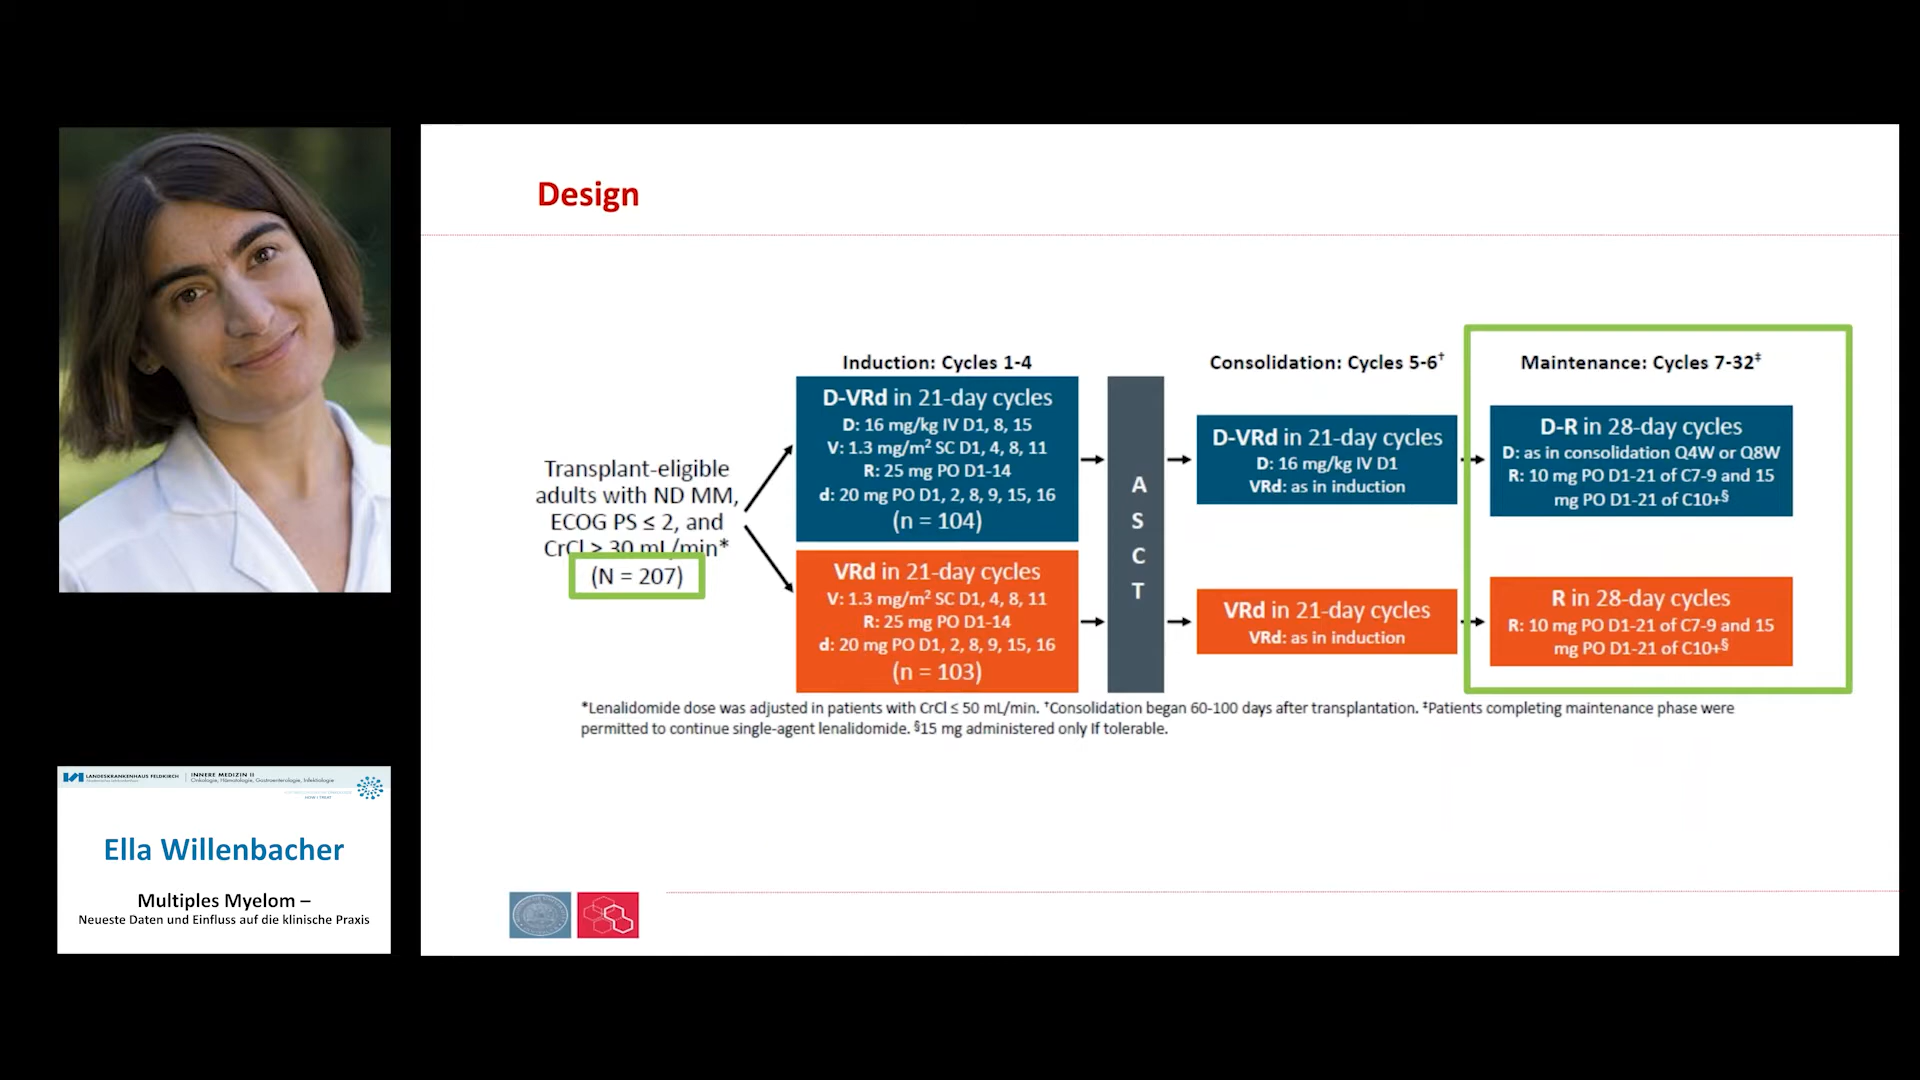 Design
Induction: Cycles 1-4
Consolidation: Cycles 5-6†
Maintenance: Cycles 7-32‡
Transplant-eligible
adults with ND MM,
ECOG PS ≤ 2, and
CrCl ≥ 30 mL/min*
(N = 207)
D-VRd in 21-day cycles
D: 16 mg/kg IV D1, 8, 15
V: 1.3 mg/m² SC D1, 4, 8, 11
R: 25 mg PO D1-14
d: 20 mg PO D1, 2, 8, 9, 15, 16
(n = 104)
VRd in 21-day cycles
V: 1.3 mg/m² SC D1, 4, 8, 11
R: 25 mg PO D1-14
d: 20 mg PO D1, 2, 8, 9, 15, 16
(n = 103)
A
S
C
T
D-VRd in 21-day cycles
D: 16 mg/kg IV D1
VRd: as in induction
VRd in 21-day cycles
VRd: as in induction
D-R in 28-day cycles
D: as in consolidation Q4W or Q8W
R: 10 mg PO D1-21 of C7-9 and 15
mg PO D1-21 of C10+§
R in 28-day cycles
R: 10 mg PO D1-21 of C7-9 and 15
mg PO D1-21 of C10+§
*Lenalidomide dose was adjusted in patients with CrCl ≤ 50 mL/min. †Consolidation began 60-100 days after transplantation. ‡Patients completing maintenance phase were
permitted to continue single-agent lenalidomide. §15 mg administered only If tolerable.
LANDESKRANKENHAUS FELDKIRCH
INNERE MEDIZIN II
Onkologie, Hämatologie, Gastroenterologie, Infektiologie
HOW I TREAT
Ella Willenbacher
Multiples Myelom –
Neueste Daten und Einfluss auf die klinische Praxis